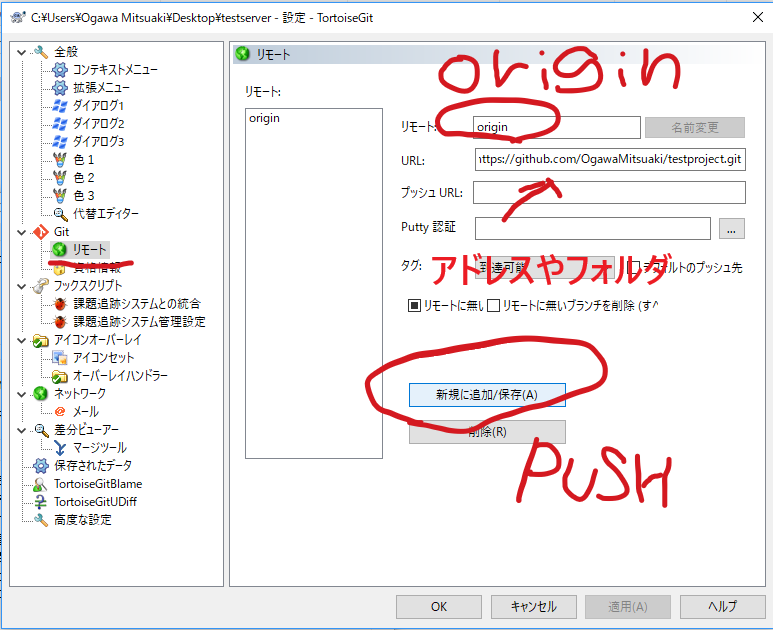 C:¥Users¥Ogawa Mitsuaki¥Desktop¥testserver - 設定 - TortoiseGit
全般
コンテキストメニュー
拡張メニュー
ダイアログ1
ダイアログ2
ダイアログ3
色 1
色 2
色 3
代替エディター
Git
リモート
資格情報
フックスクリプト
課題追跡システムとの統合
課題追跡システム管理設定
アイコンオーバーレイ
アイコンセット
オーバーレイハンドラー
ネットワーク
メール
差分ビューアー
マージツール
保存されたデータ
TortoiseGitBlame
TortoiseGitUDiff
高度な設定
リモート
origin
リモート:
origin
リモート: origin 名前変更
URL: ttps://github.com/OgawaMitsuaki/testproject.git
プッシュ URL:
Putty 認証 ...
タグ: 到達可能 デフォルトのプッシュ先
アドレスやフォルダ
リモートに無い リモートに無いブランチを削除 (すべ
新規に追加/保存(A)
削除(R)
PUSH
OK キャンセル 適用(A) ヘルプ